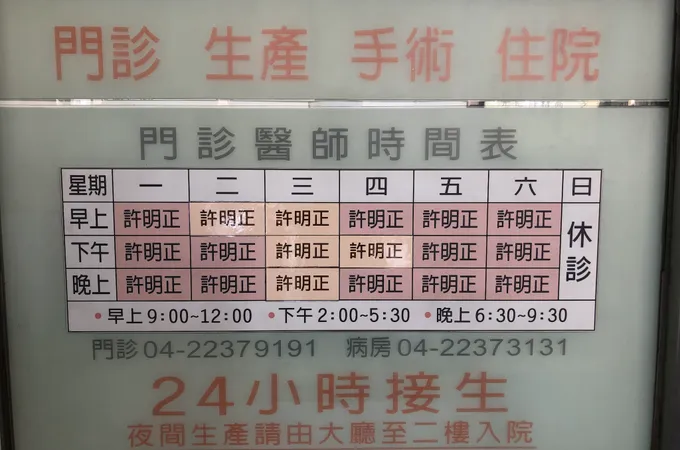 門診 生產 手術 住院
門診醫師時間表
星期 一 二 三 四 五 六 日
早上 許明正 許明正 許明正 許明正 許明正 許明正 休診
下午 許明正 許明正 許明正 許明正 許明正 許明正
晚上 許明正 許明正 許明正 許明正 許明正 許明正
•早上9:00~12:00 •下午2:00~5:30 •晚上6:30~9:30
門診04-22379191 病房04-22373131
24小時接生
夜間生產請由大廳至二樓入院